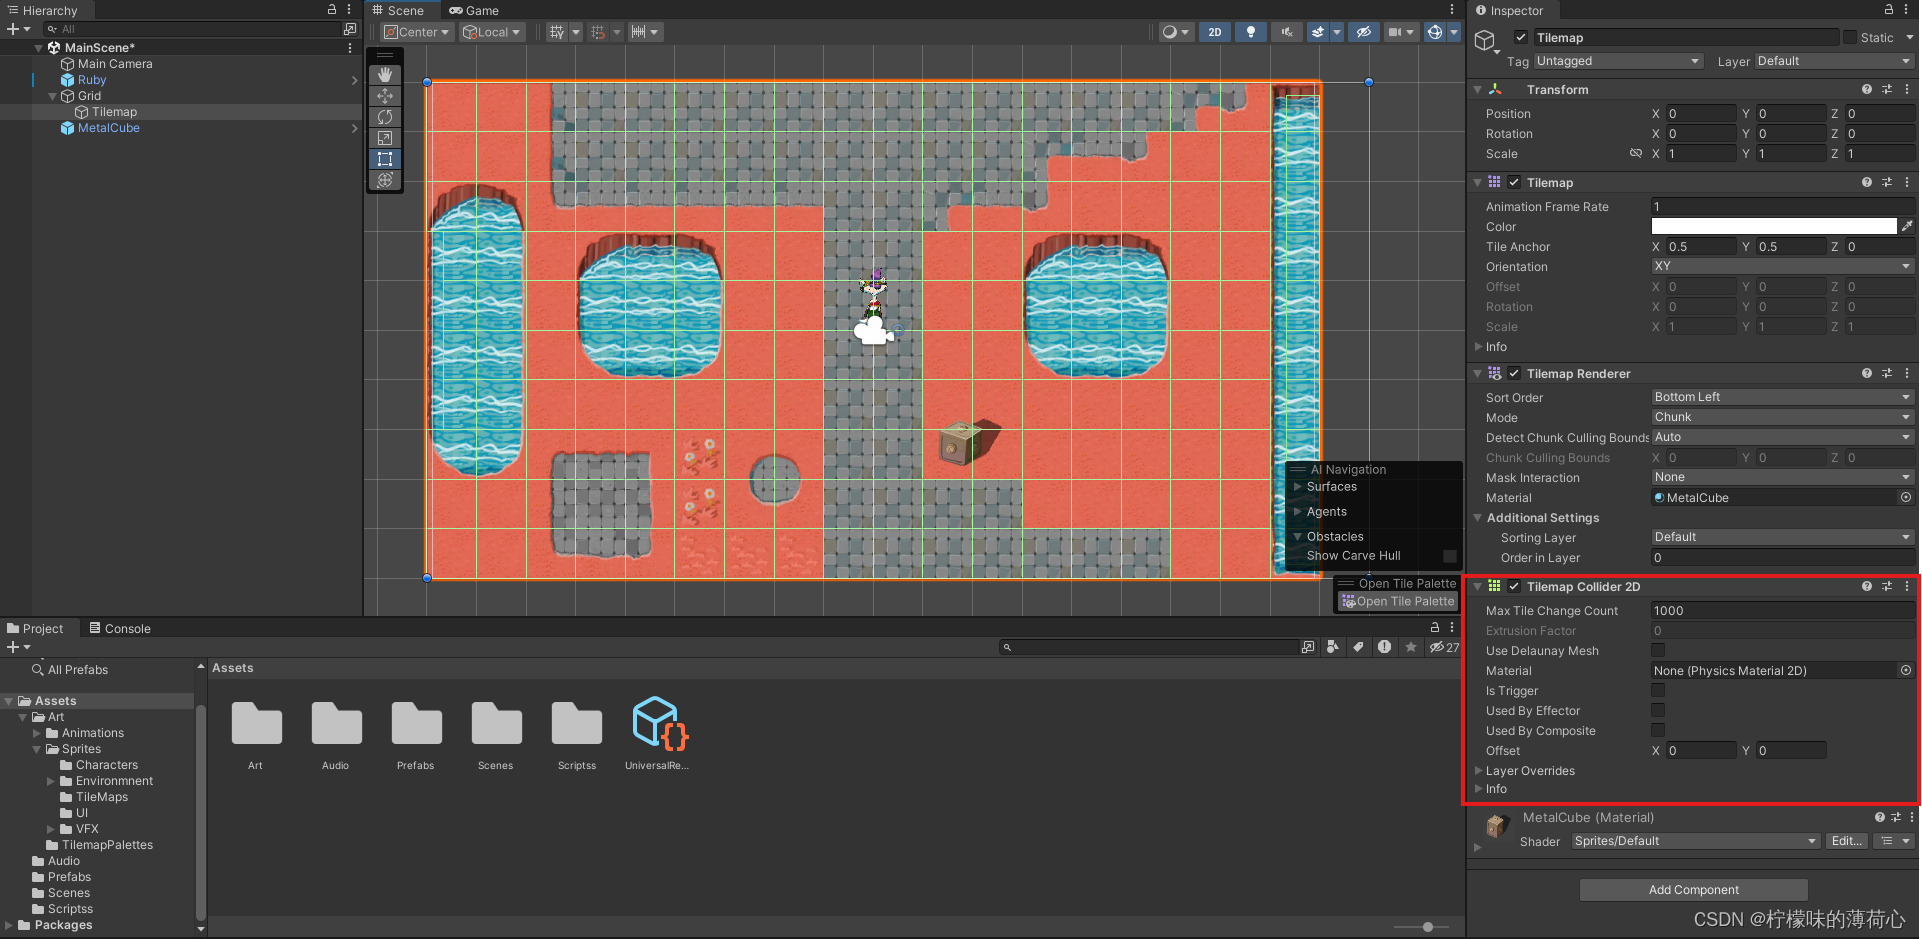 Hierarchy
All
MainScene*
Main Camera
Ruby
Grid
Tilemap
MetalCube
Scene
Game
Center
Local
2D
AI Navigation
Surfaces
Agents
Obstacles
Show Carve Hull
Open Tile Palette
Open Tile Palette
Inspector
Tilemap
Static
Tag Untagged
Layer Default
Transform
Position X 0 Y 0 Z 0
Rotation X 0 Y 0 Z 0
Scale X 1 Y 1 Z 1
Tilemap
Animation Frame Rate 1
Color
Tile Anchor X 0.5 Y 0.5 Z 0
Orientation XY
Offset X 0 Y 0 Z 0
Rotation X 0 Y 0 Z 0
Scale X 1 Y 1 Z 1
Info
Tilemap Renderer
Sort Order Bottom Left
Mode Chunk
Detect Chunk Culling Bounds Auto
Chunk Culling Bounds X 0 Y 0 Z 0
Mask Interaction None
Material MetalCube
Additional Settings
Sorting Layer Default
Order in Layer 0
Tilemap Collider 2D
Max Tile Change Count 1000
Extrusion Factor 0
Use Delaunay Mesh
Material None (Physics Material 2D)
Is Trigger
Used By Effector
Used By Composite
Offset X 0 Y 0
Layer Overrides
Info
MetalCube (Material)
Shader Sprites/Default Edit...
Add Component
Project
Console
27
All Prefabs
Assets
Art
Animations
Sprites
Characters
Environmnent
TileMaps
UI
VFX
TilemapPalettes
Audio
Prefabs
Scenes
Scriptss
Packages
Assets
Art
Audio
Prefabs
Scenes
Scriptss
UniversalRe...
CSDN @柠檬味的薄荷心